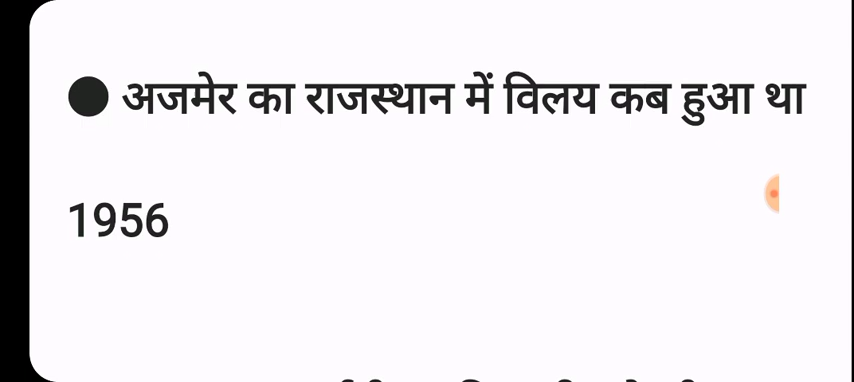 ● अजमेर का राजस्थान में विलय कब हुआ था
1956